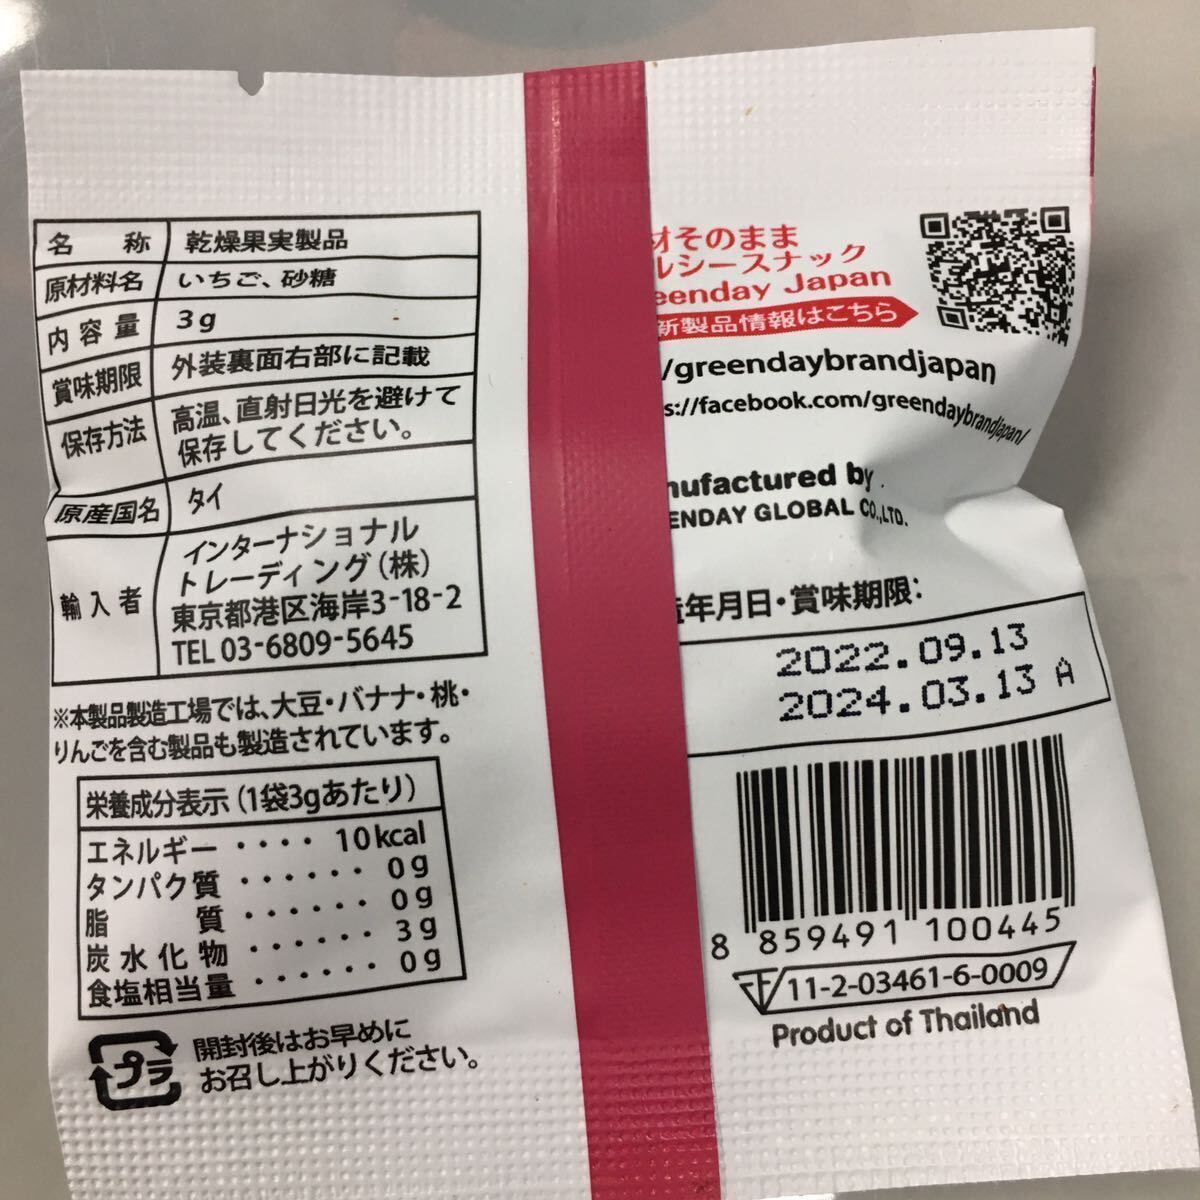 名 称 乾燥果実製品
原材料名 いちご、砂糖
内容量 3g
賞味期限 外装裏面右部に記載
保存方法 高温、直射日光を避けて
保存してください。
原産国名 タイ
輸入者 インターナショナル
トレーディング(株)
東京都港区海岸3-18-2
TEL 03-6809-5645
※本製品製造工場では、大豆・バナナ・桃・
りんごを含む製品も製造されています。
栄養成分表示(1袋3gあたり)
エネルギー ‥‥ 10kcal
タンパク質 ‥‥‥ 0g
脂 質 ‥‥‥ 0g
炭水化物 ‥‥‥ 3g
食塩相当量 ‥‥‥ 0g
プラ
開封後はお早めに
お召し上がりください。
そのまま
ルシースナック
eenday Japan
新製品情報はこちら
/greendaybrandjapan
s://facebook.com/greendaybrandjapan/
nufactured by
ENDAY GLOBAL CO.,LTD.
年月日・賞味期限:
2022.09.13
2024.03.13 A
8 859491 100445
11-2-03461-6-0009
Product of Thailand